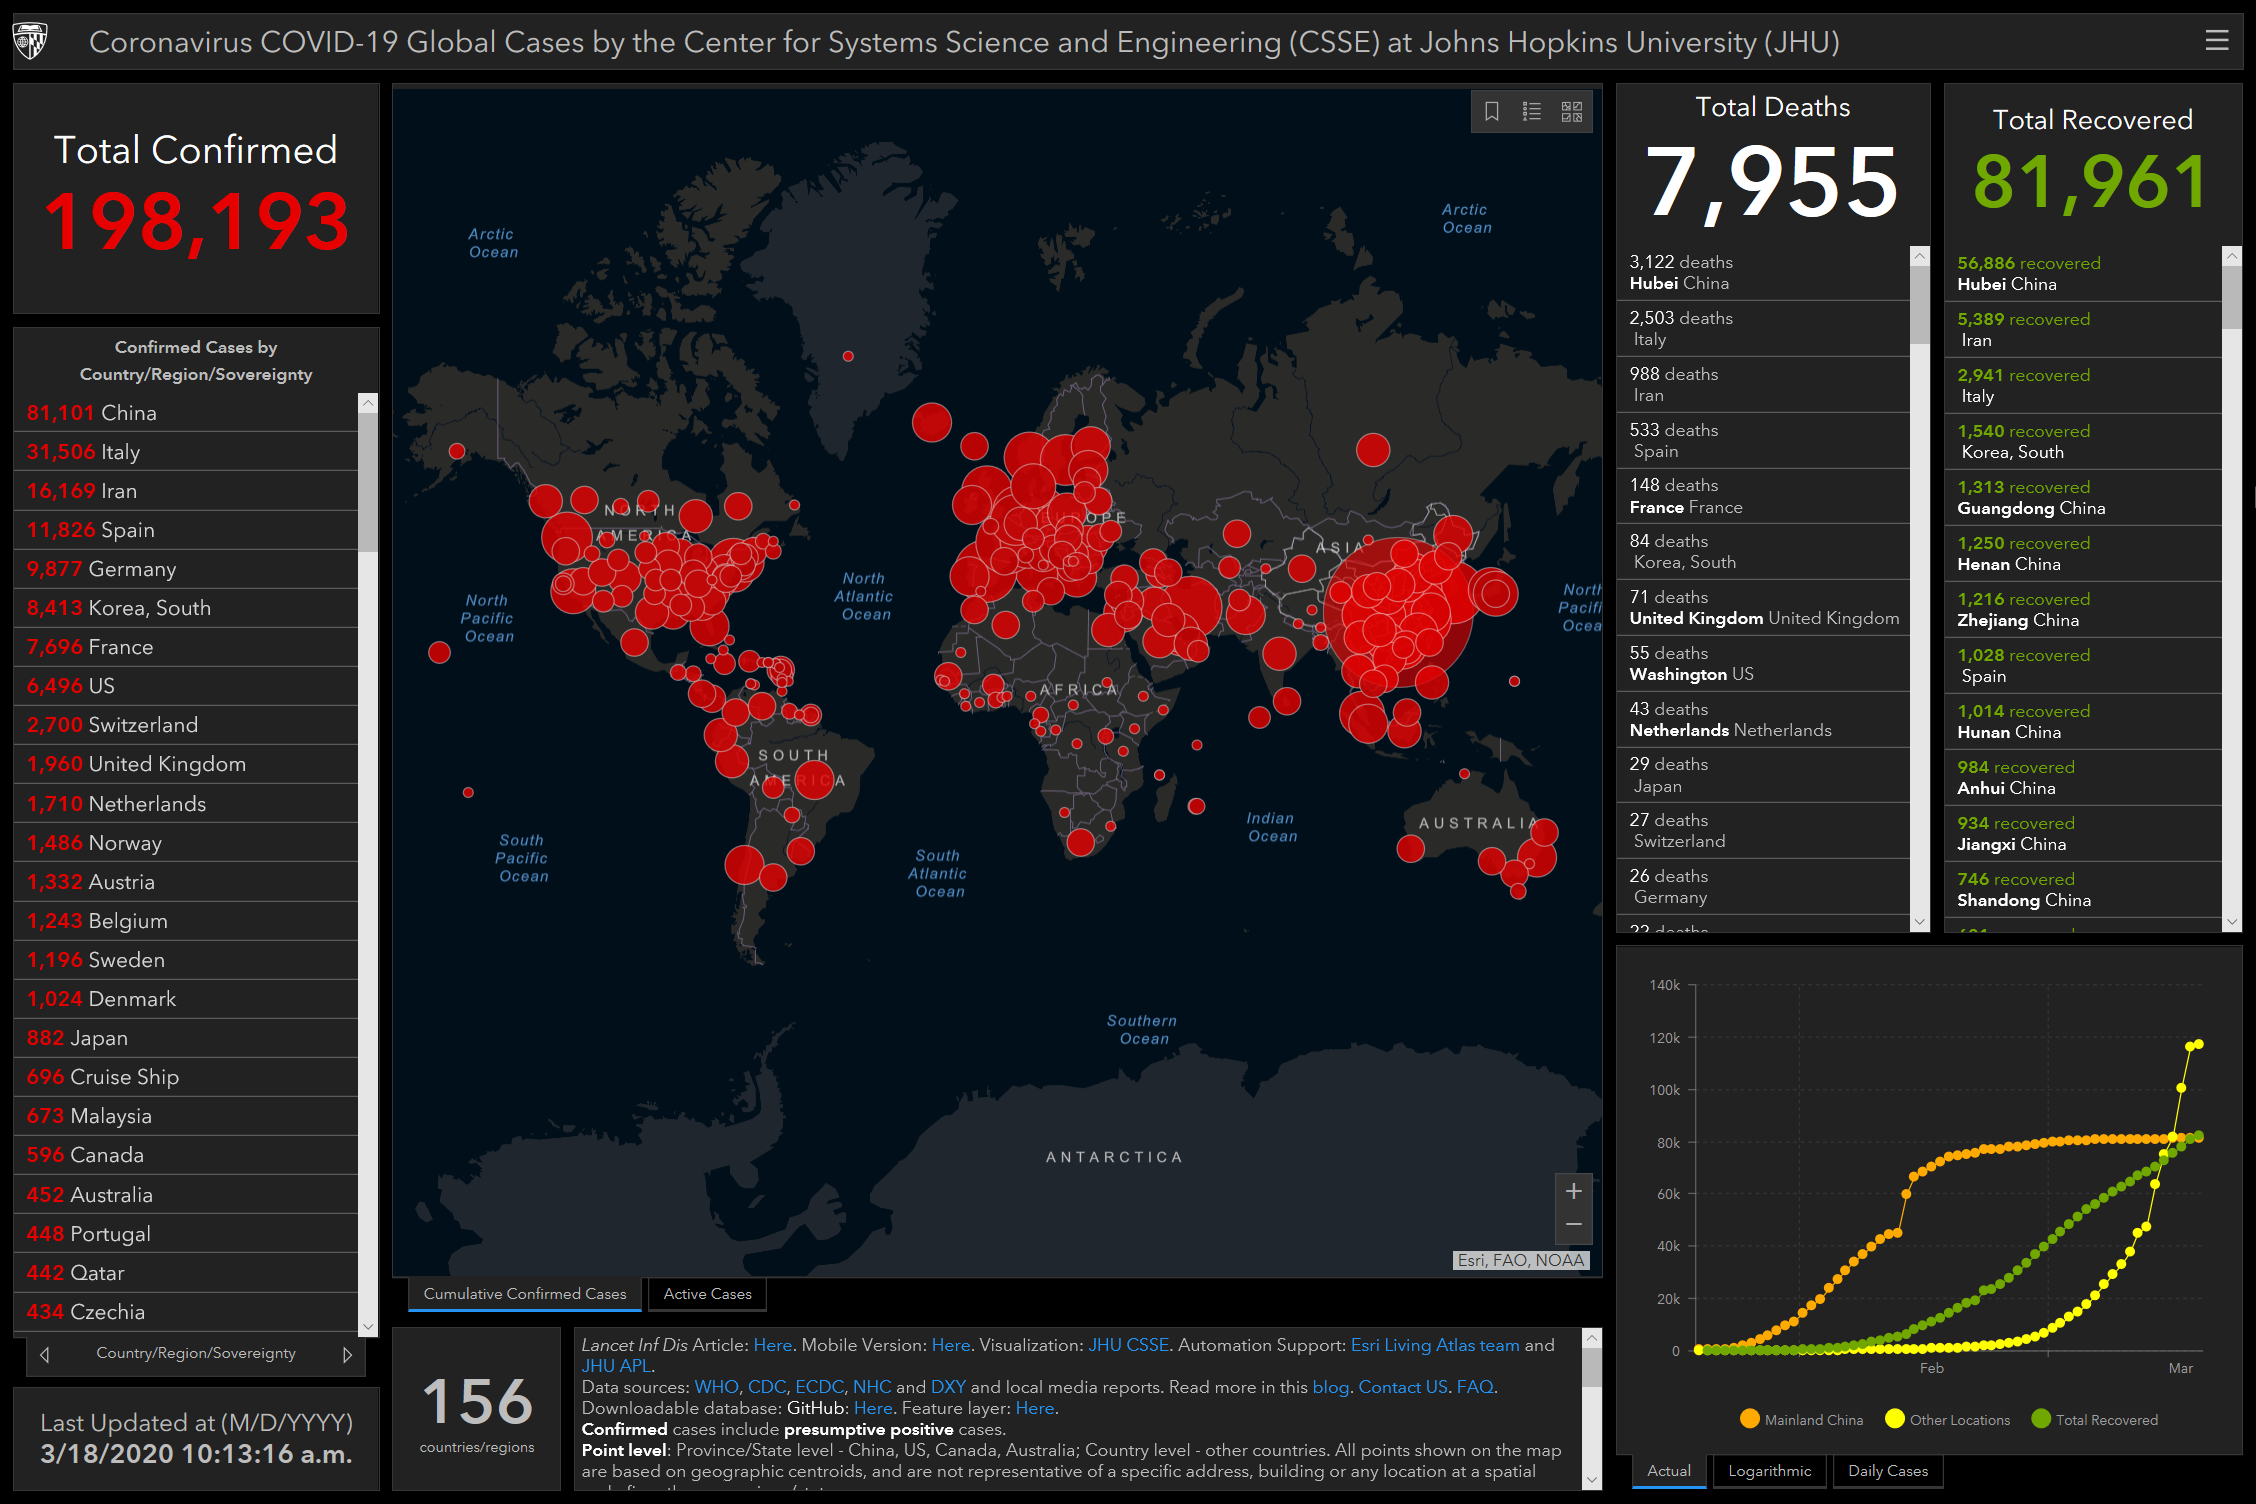 Coronavirus COVID-19 Global Cases by the Center for Systems Science and Engineering (CSSE) at Johns Hopkins University (JHU)
Total Confirmed
198,193
Confirmed Cases by
Country/Region/Sovereignty
81,101 China
31,506 Italy
16,169 Iran
11,826 Spain
9,877 Germany
8,413 Korea, South
7,696 France
6,496 US
2,700 Switzerland
1,960 United Kingdom
1,710 Netherlands
1,486 Norway
1,332 Austria
1,243 Belgium
1,196 Sweden
1,024 Denmark
882 Japan
696 Cruise Ship
673 Malaysia
596 Canada
452 Australia
448 Portugal
442 Qatar
434 Czechia
Country/Region/Sovereignty
Last Updated at (M/D/YYYY)
3/18/2020 10:13:16 a.m.
Arctic
Ocean
Arctic
Ocean
NORTH
AMERICA
EUROPE
ASIA
North
Pacific
Ocean
North
Atlantic
Ocean
North
Pacifi
Ocea
AFRICA
SOUTH
AMERICA
AUSTRALIA
Indian
Ocean
South
Pacific
Ocean
South
Atlantic
Ocean
Southern
Ocean
ANTARCTICA
+
−
Esri, FAO, NOAA
Cumulative Confirmed Cases
Active Cases
156
countries/regions
Lancet Inf Dis Article: Here. Mobile Version: Here. Visualization: JHU CSSE. Automation Support: Esri Living Atlas team and
JHU APL.
Data sources: WHO, CDC, ECDC, NHC and DXY and local media reports. Read more in this blog. Contact US. FAQ.
Downloadable database: GitHub: Here. Feature layer: Here.
Confirmed cases include presumptive positive cases.
Point level: Province/State level - China, US, Canada, Australia; Country level - other countries. All points shown on the map
are based on geographic centroids, and are not representative of a specific address, building or any location at a spatial
Total Deaths
7,955
3,122 deaths
Hubei China
2,503 deaths
Italy
988 deaths
Iran
533 deaths
Spain
148 deaths
France France
84 deaths
Korea, South
71 deaths
United Kingdom United Kingdom
55 deaths
Washington US
43 deaths
Netherlands Netherlands
29 deaths
Japan
27 deaths
Switzerland
26 deaths
Germany
22 deaths
Total Recovered
81,961
56,886 recovered
Hubei China
5,389 recovered
Iran
2,941 recovered
Italy
1,540 recovered
Korea, South
1,313 recovered
Guangdong China
1,250 recovered
Henan China
1,216 recovered
Zhejiang China
1,028 recovered
Spain
1,014 recovered
Hunan China
984 recovered
Anhui China
934 recovered
Jiangxi China
746 recovered
Shandong China
140k
120k
100k
80k
60k
40k
20k
0
Feb
Mar
Mainland China
Other Locations
Total Recovered
Actual
Logarithmic
Daily Cases